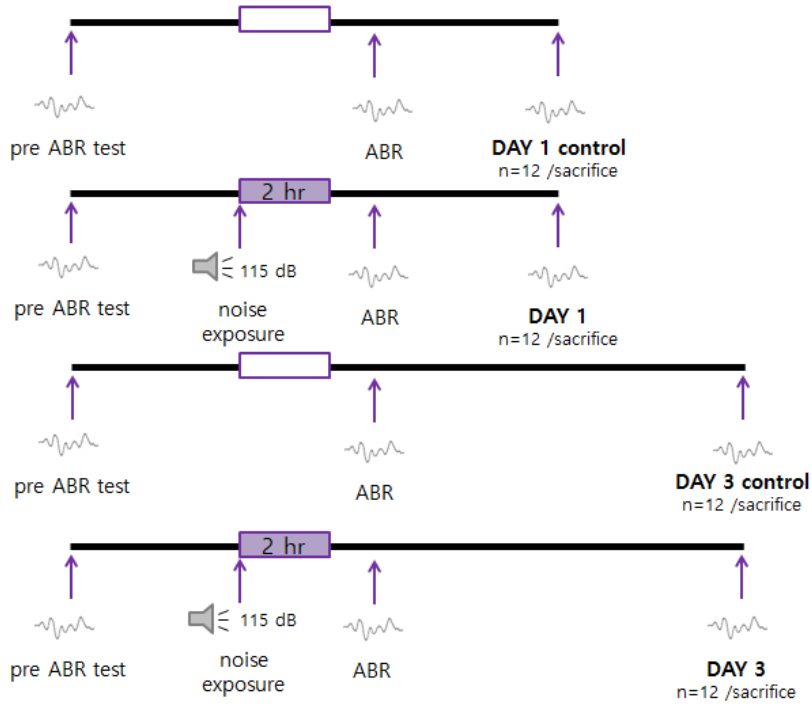 pre ABR test
ABR
DAY 1 control
n=12 /sacrifice
2 hr
pre ABR test
115 dB
noise
exposure
ABR
DAY 1
n=12 /sacrifice
pre ABR test
ABR
DAY 3 control
n=12 /sacrifice
2 hr
pre ABR test
115 dB
noise
exposure
ABR
DAY 3
n=12 /sacrifice